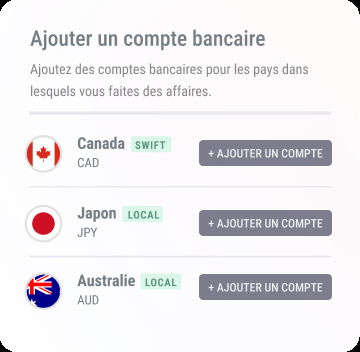 Ajouter un compte bancaire
Ajoutez des comptes bancaires pour les pays dans
lesquels vous faites des affaires.
Canada SWIFT
CAD
+ AJOUTER UN COMPTE
Japon LOCAL
JPY
+ AJOUTER UN COMPTE
Australie LOCAL
AUD
+ AJOUTER UN COMPTE